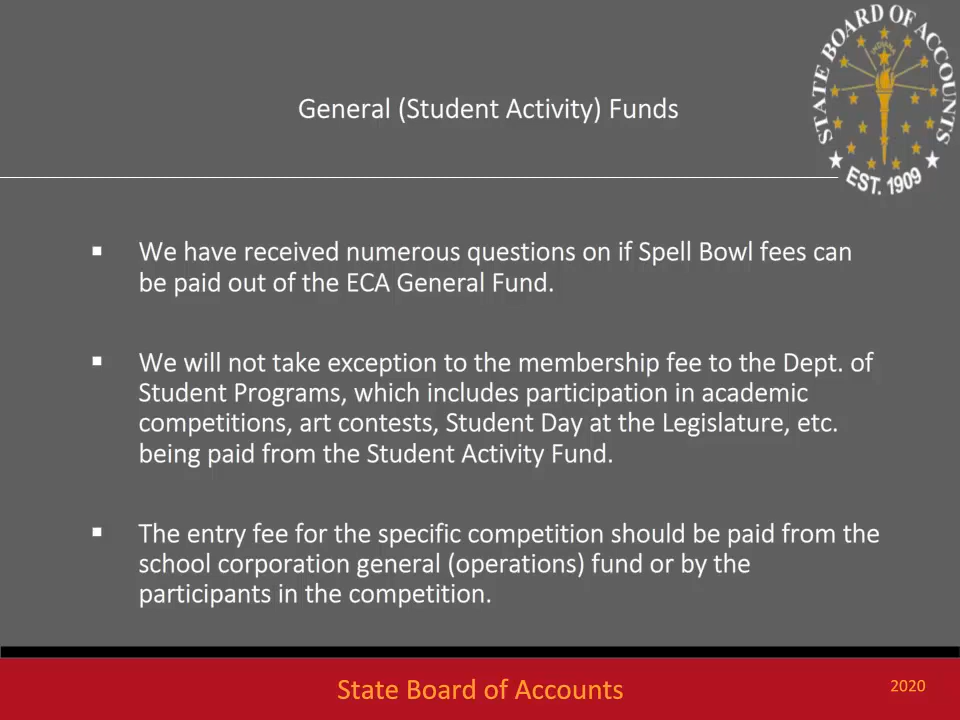 STATE BOARD OF ACCOUNTS
INDIANA
EST. 1909
General (Student Activity) Funds
▪ We have received numerous questions on if Spell Bowl fees can
be paid out of the ECA General Fund.
▪ We will not take exception to the membership fee to the Dept. of
Student Programs, which includes participation in academic
competitions, art contests, Student Day at the Legislature, etc.
being paid from the Student Activity Fund.
▪ The entry fee for the specific competition should be paid from the
school corporation general (operations) fund or by the
participants in the competition.
State Board of Accounts
2020